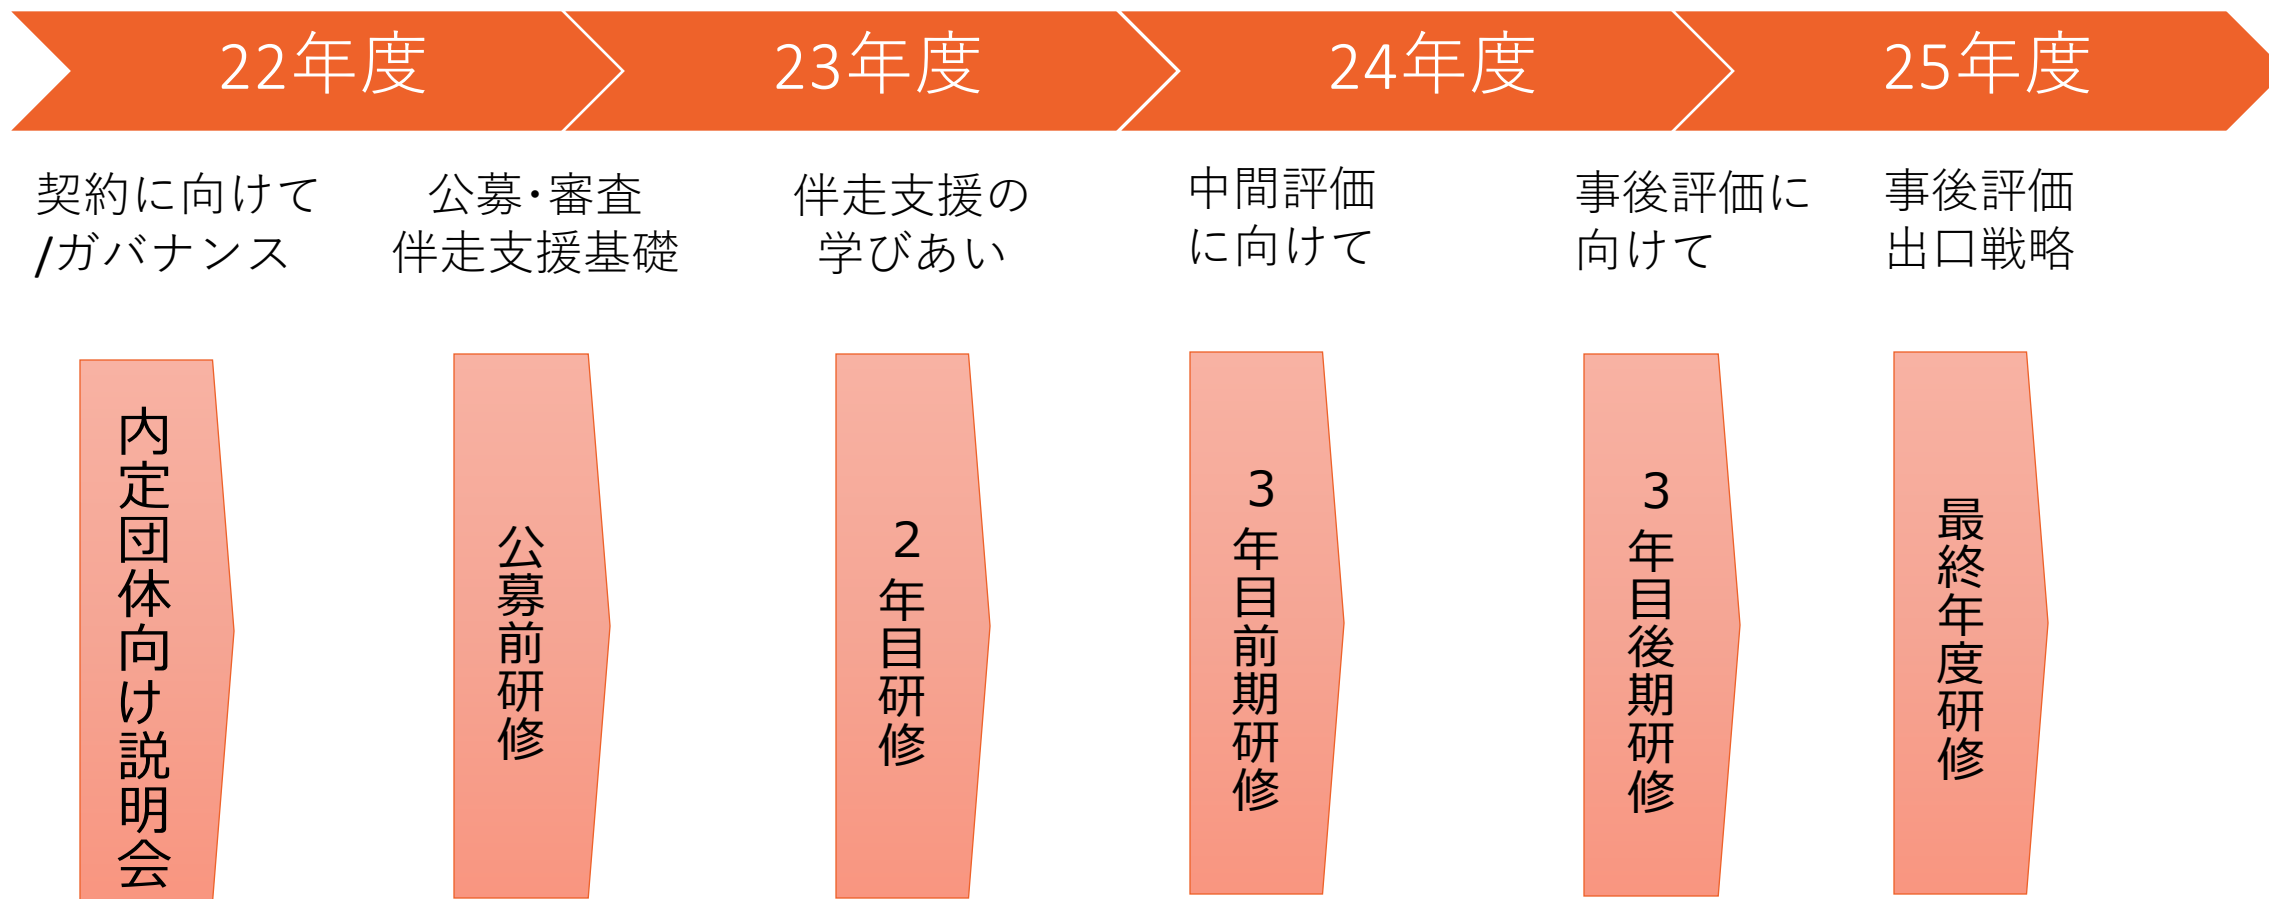 22年度
23年度
24年度
25年度
契約に向けて
/ガバナンス
公募・審査
伴走支援基礎
伴走支援の
学びあい
中間評価
に向けて
事後評価に
向けて
事後評価
出口戦略
内定団体向け説明会
公募前研修
2年目研修
3年目前期研修
3年目後期研修
最終年度研修